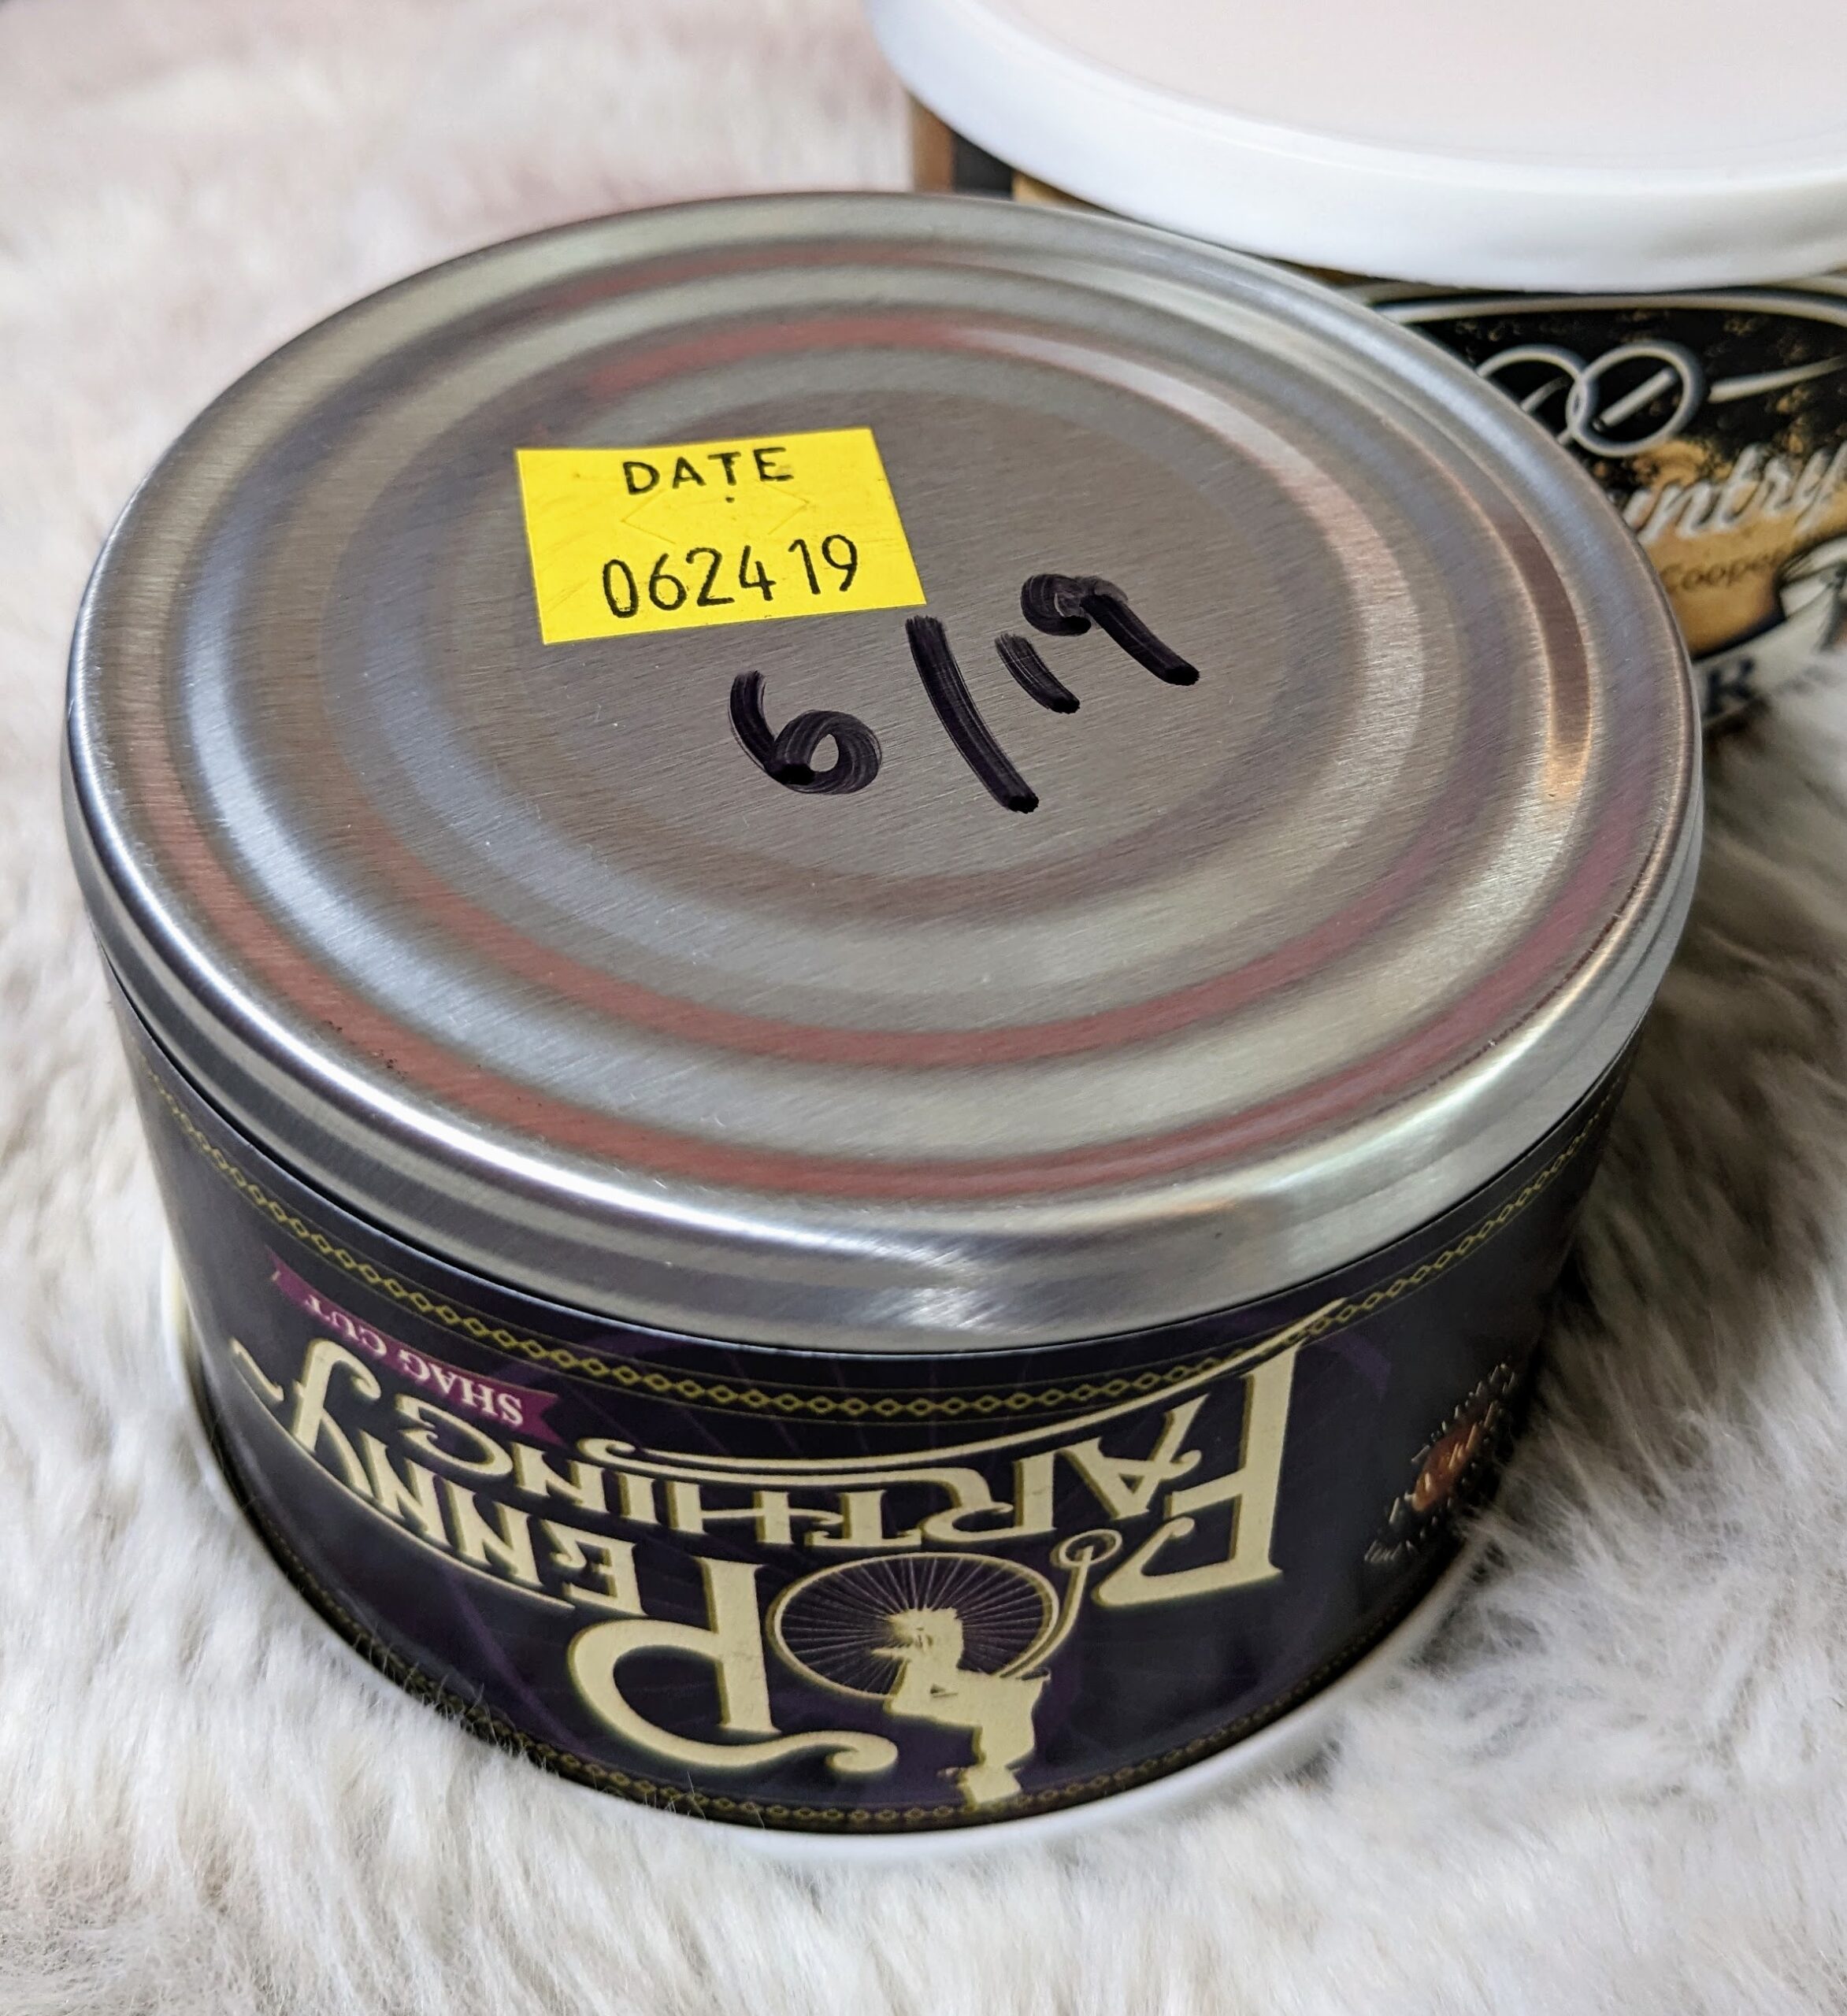 DATE
062419
6/19
PENNY
FARTHING
SHAG CUT